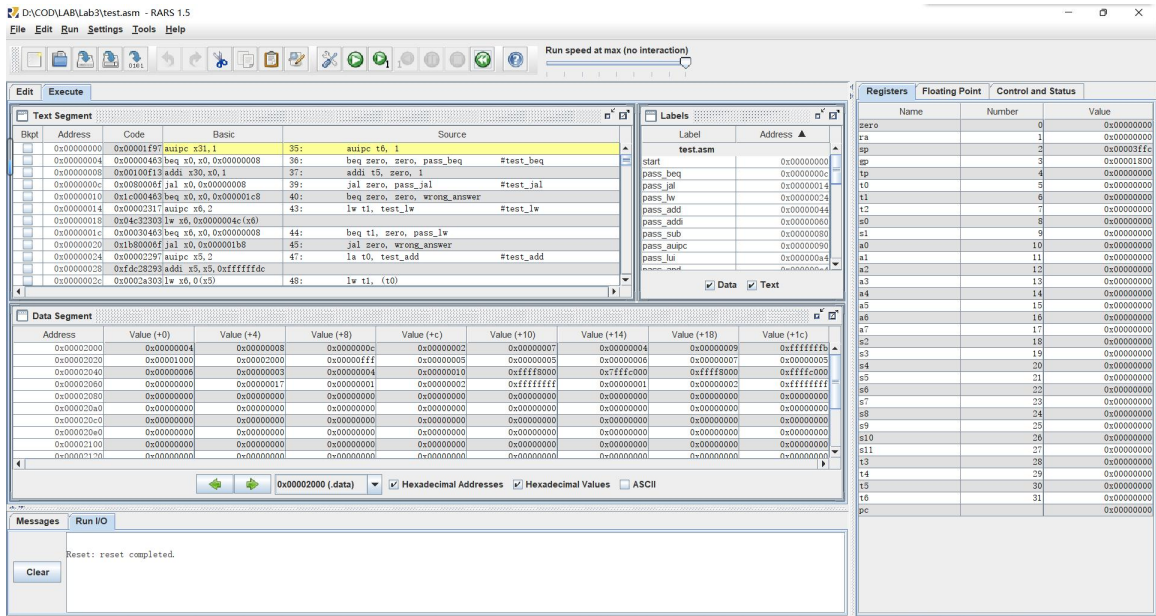 D:\COD\LAB\Lab3\test.asm - RARS 1.5
File Edit Run Settings Tools Help
Run speed at max (no interaction)
Edit Execute
Text Segment
Bkpt Address Code Basic Source
0x00000000 0x00001f97 auipc x31,1 35: auipc t6, 1
0x00000004 0x00000463 beq x0,x0,0x00000008 36: beq zero, zero, pass_beq #test_beq
0x00000008 0x00100f13 addi x30,x0,1 37: addi t5, zero, 1
0x0000000c 0x0080006f jal x0,0x00000008 39: jal zero, pass_jal #test_jal
0x00000010 0x1c000463 beq x0,x0,0x000001c8 40: beq zero, zero, wrong_answer
0x00000014 0x00002317 auipc x6,2 43: lw t1, test_lw #test_lw
0x00000018 0x04c32303 lw x6,0x0000004c(x6)
0x0000001c 0x00030463 beq x6,x0,0x00000008 44: beq t1, zero, pass_lw
0x00000020 0x1b80006f jal x0,0x000001b8 45: jal zero, wrong_answer
0x00000024 0x00002297 auipc x5,2 47: la t0, test_add #test_add
0x00000028 0xfdc28293 addi x5,x5,0xffffffdc
0x0000002c 0x0002a303 lw x6,0(x5) 48: lw t1, (t0)
Labels
Label Address ▲
test.asm
start 0x00000000
pass_beq 0x0000000c
pass_jal 0x00000014
pass_lw 0x00000024
pass_add 0x00000044
pass_addi 0x00000060
pass_sub 0x00000080
pass_auipc 0x00000090
pass_lui 0x000000a4
Data Text
Data Segment
Address Value (+0) Value (+4) Value (+8) Value (+c) Value (+10) Value (+14) Value (+18) Value (+1c)
0x00002000 0x00000004 0x00000008 0x0000000c 0x00000002 0x00000007 0x00000004 0x00000009 0xfffffffb
0x00002020 0x00001000 0x00002000 0x00000fff 0x00000005 0x00000005 0x00000006 0x00000007 0x00000005
0x00002040 0x00000006 0x00000003 0x00000004 0x00000010 0xffff8000 0x7fffc000 0xffff8000 0xffffc000
0x00002060 0x00000000 0x00000017 0x00000001 0x00000002 0xffffffff 0x00000001 0x00000002 0xffffffff
0x00002080 0x00000000 0x00000000 0x00000000 0x00000000 0x00000000 0x00000000 0x00000000 0x00000000
0x000020a0 0x00000000 0x00000000 0x00000000 0x00000000 0x00000000 0x00000000 0x00000000 0x00000000
0x000020c0 0x00000000 0x00000000 0x00000000 0x00000000 0x00000000 0x00000000 0x00000000 0x00000000
0x000020e0 0x00000000 0x00000000 0x00000000 0x00000000 0x00000000 0x00000000 0x00000000 0x00000000
0x00002100 0x00000000 0x00000000 0x00000000 0x00000000 0x00000000 0x00000000 0x00000000 0x00000000
0x00002120 0x00000000 0x00000000 0x00000000 0x00000000 0x00000000 0x00000000 0x00000000 0x00000000
0x00002000 (.data) Hexadecimal Addresses Hexadecimal Values ASCII
Messages Run I/O
Reset: reset completed.
Clear
Registers Floating Point Control and Status
Name Number Value
zero 0 0x00000000
ra 1 0x00000000
sp 2 0x00003ffc
gp 3 0x00001800
tp 4 0x00000000
t0 5 0x00000000
t1 6 0x00000000
t2 7 0x00000000
s0 8 0x00000000
s1 9 0x00000000
a0 10 0x00000000
a1 11 0x00000000
a2 12 0x00000000
a3 13 0x00000000
a4 14 0x00000000
a5 15 0x00000000
a6 16 0x00000000
a7 17 0x00000000
s2 18 0x00000000
s3 19 0x00000000
s4 20 0x00000000
s5 21 0x00000000
s6 22 0x00000000
s7 23 0x00000000
s8 24 0x00000000
s9 25 0x00000000
s10 26 0x00000000
s11 27 0x00000000
t3 28 0x00000000
t4 29 0x00000000
t5 30 0x00000000
t6 31 0x00000000
pc 0x00000000